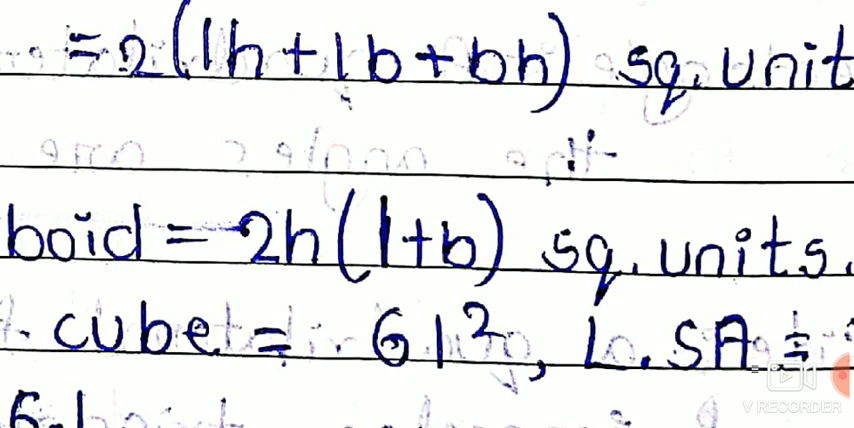 =2(lh+lb+bh) sq. unit
boid = 2h(l+b) sq. units.
cube = 6l², L.SA =
V RECORDER